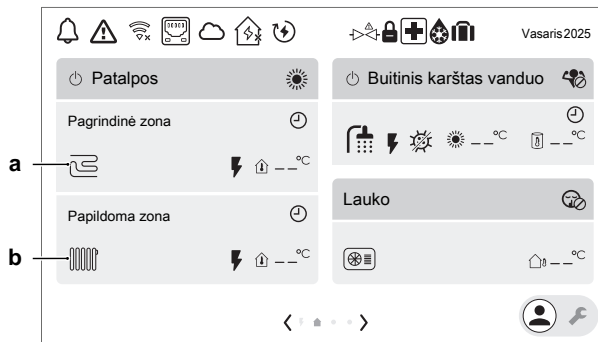 Vasaris 2025
Patalpos
Pagrindinė zona
a
_ _°C
Papildoma zona
b
_ _°C
Buitinis karštas vanduo
_ _°C
_ _°C
Lauko
_ _°C